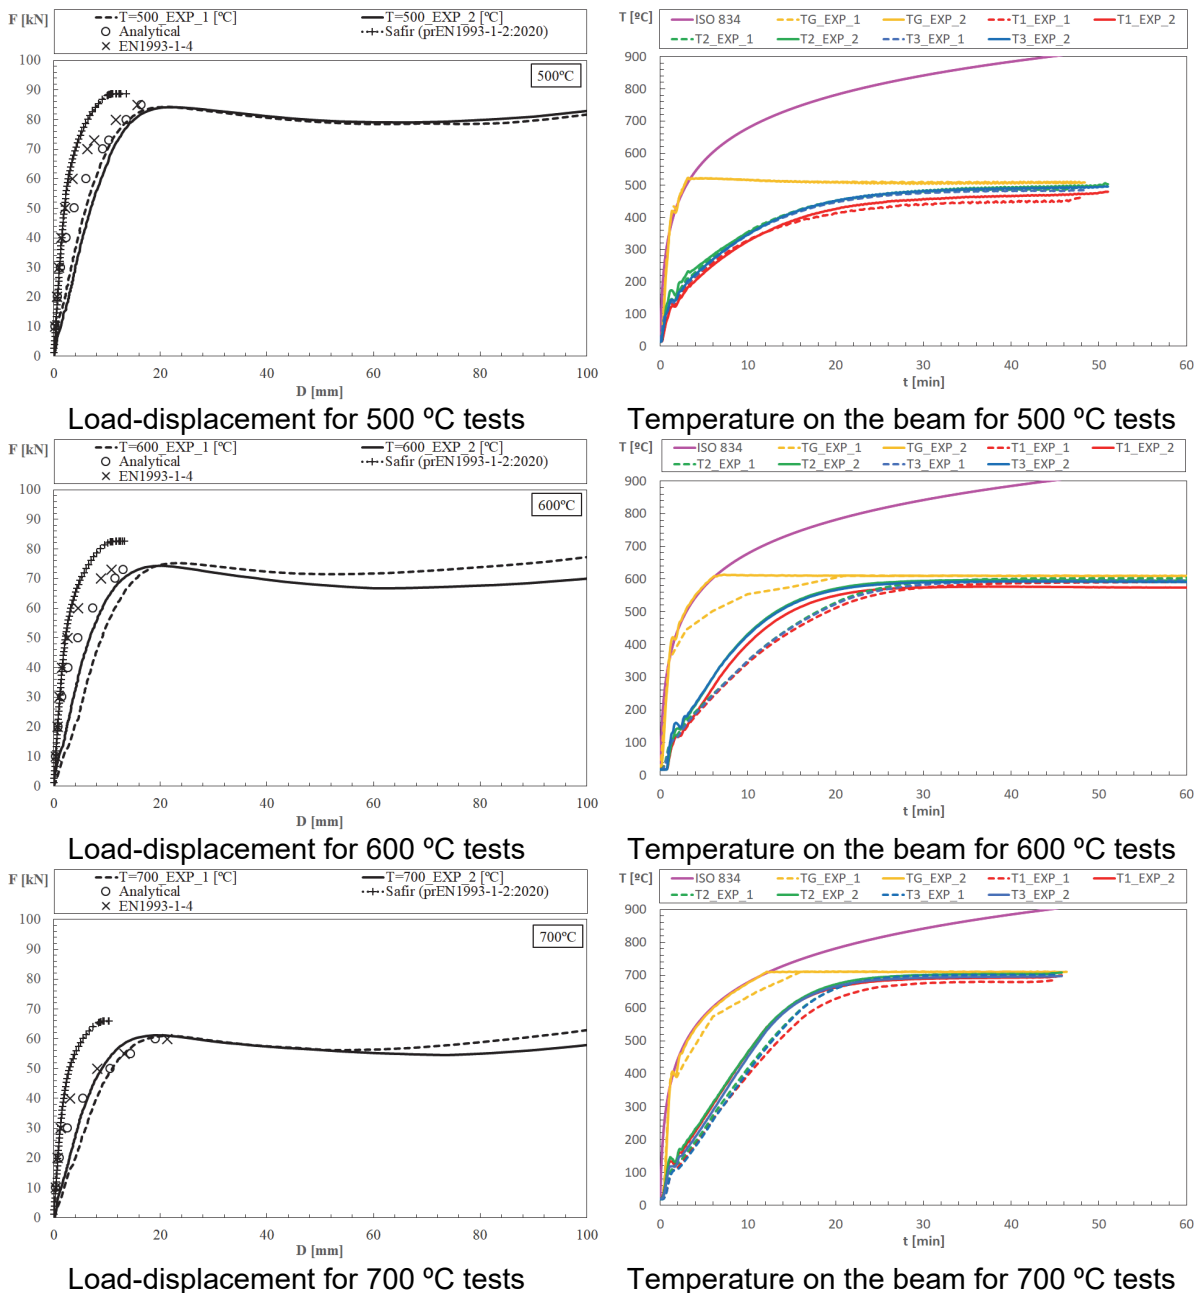 F [kN]
T=500_EXP_1 [ºC]
T=500_EXP_2 [ºC]
Analytical
Safir (prEN1993-1-2:2020)
EN1993-1-4
500ºC
100
90
80
70
60
50
40
30
20
10
0
0 20 40 60 80 100
D [mm]
Load-displacement for 500 ºC tests
T [ºC]
ISO 834 TG_EXP_1 TG_EXP_2 T1_EXP_1 T1_EXP_2
T2_EXP_1 T2_EXP_2 T3_EXP_1 T3_EXP_2
900
800
700
600
500
400
300
200
100
0
0 10 20 30 40 50 60
t [min]
Temperature on the beam for 500 ºC tests
F [kN]
T=600_EXP_1 [ºC]
T=600_EXP_2 [ºC]
Analytical
Safir (prEN1993-1-2:2020)
EN1993-1-4
600ºC
100
90
80
70
60
50
40
30
20
10
0
0 20 40 60 80 100
D [mm]
Load-displacement for 600 ºC tests
T [ºC]
ISO 834 TG_EXP_1 TG_EXP_2 T1_EXP_1 T1_EXP_2
T2_EXP_1 T2_EXP_2 T3_EXP_1 T3_EXP_2
900
800
700
600
500
400
300
200
100
0
0 10 20 30 40 50 60
t [min]
Temperature on the beam for 600 ºC tests
F [kN]
T=700_EXP_1 [ºC]
T=700_EXP_2 [ºC]
Analytical
Safir (prEN1993-1-2:2020)
EN1993-1-4
700ºC
100
90
80
70
60
50
40
30
20
10
0
0 20 40 60 80 100
D [mm]
Load-displacement for 700 ºC tests
T [ºC]
ISO 834 TG_EXP_1 TG_EXP_2 T1_EXP_1 T1_EXP_2
T2_EXP_1 T2_EXP_2 T3_EXP_1 T3_EXP_2
900
800
700
600
500
400
300
200
100
0
0 10 20 30 40 50 60
t [min]
Temperature on the beam for 700 ºC tests